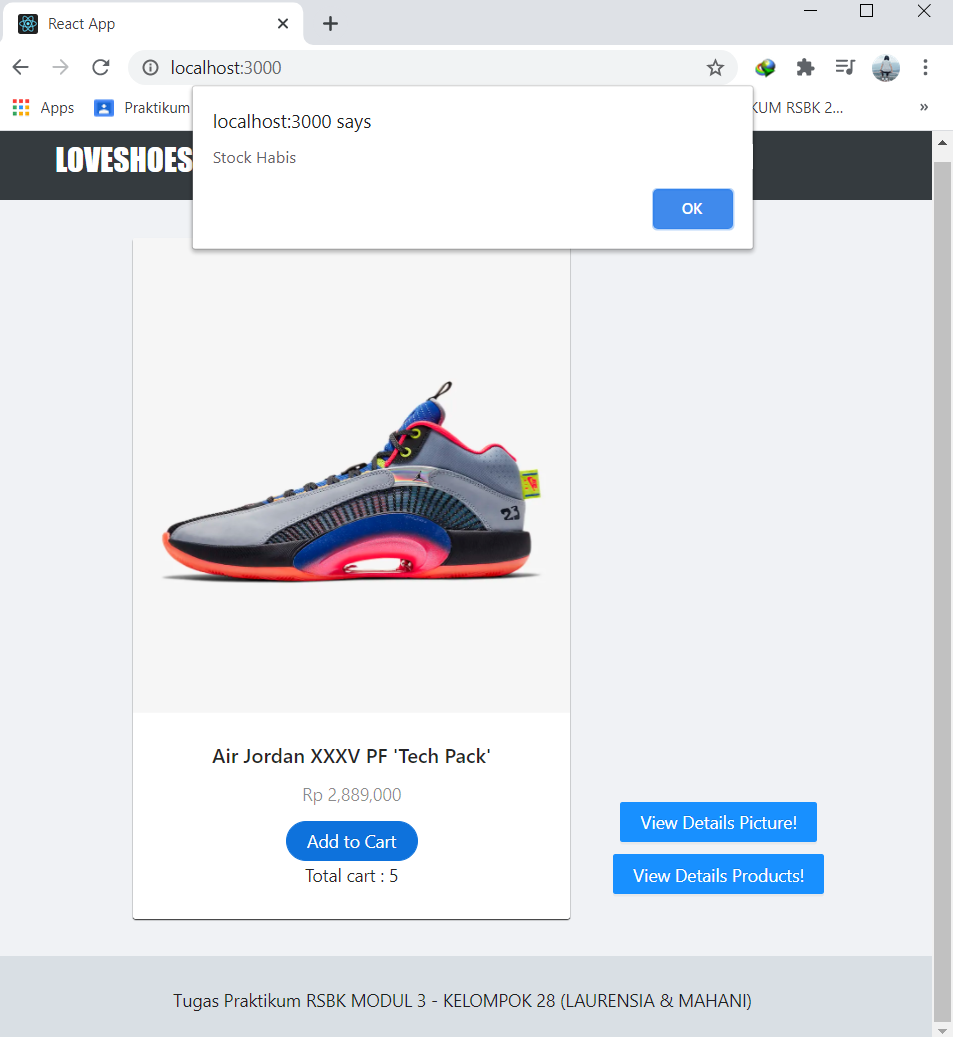 React App
localhost:3000
Apps
Praktikum
KUM RSBK 2...
localhost:3000 says
Stock Habis
OK
LOVESHOES
23
Air Jordan XXXV PF 'Tech Pack'
Rp 2,889,000
Add to Cart
Total cart : 5
View Details Picture!
View Details Products!
Tugas Praktikum RSBK MODUL 3 - KELOMPOK 28 (LAURENSIA & MAHANI)